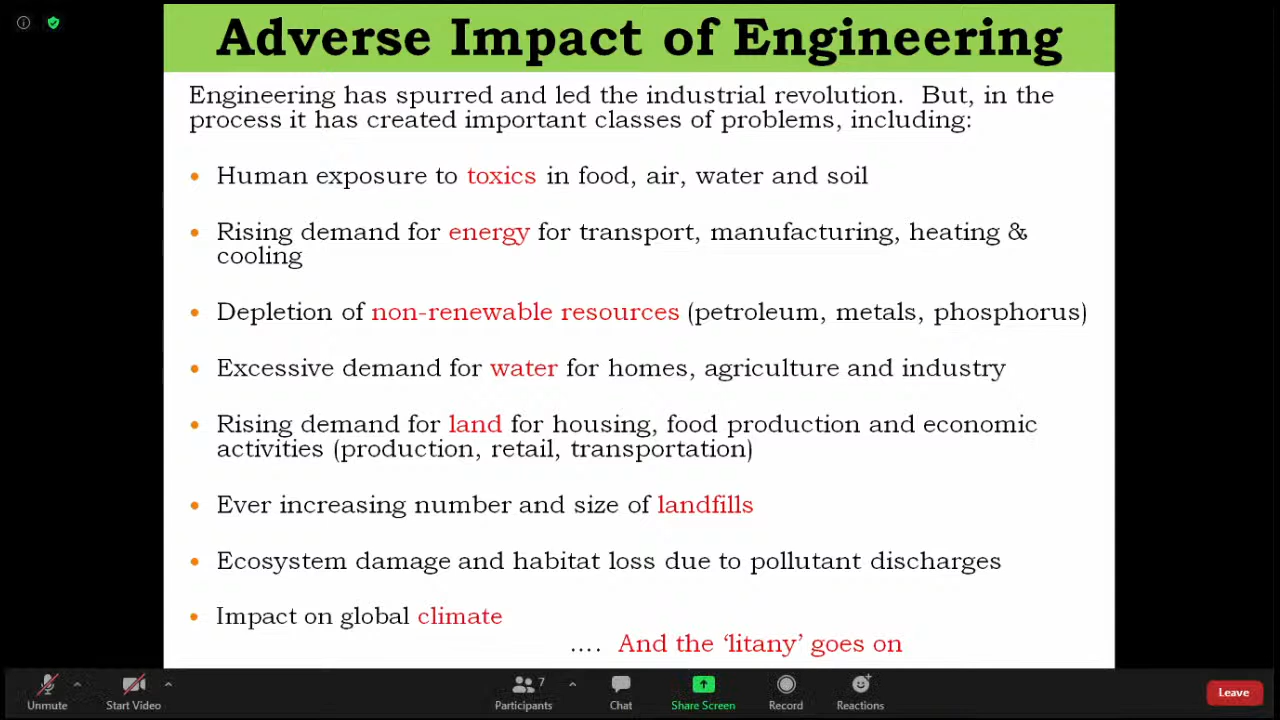 Adverse Impact of Engineering
Engineering has spurred and led the industrial revolution. But, in the
process it has created important classes of problems, including:
• Human exposure to toxics in food, air, water and soil
• Rising demand for energy for transport, manufacturing, heating &
cooling
• Depletion of non-renewable resources (petroleum, metals, phosphorus)
• Excessive demand for water for homes, agriculture and industry
• Rising demand for land for housing, food production and economic
activities (production, retail, transportation)
• Ever increasing number and size of landfills
• Ecosystem damage and habitat loss due to pollutant discharges
• Impact on global climate
.... And the ‘litany’ goes on
7
Unmute Start Video Participants Chat Share Screen Record Reactions Leave